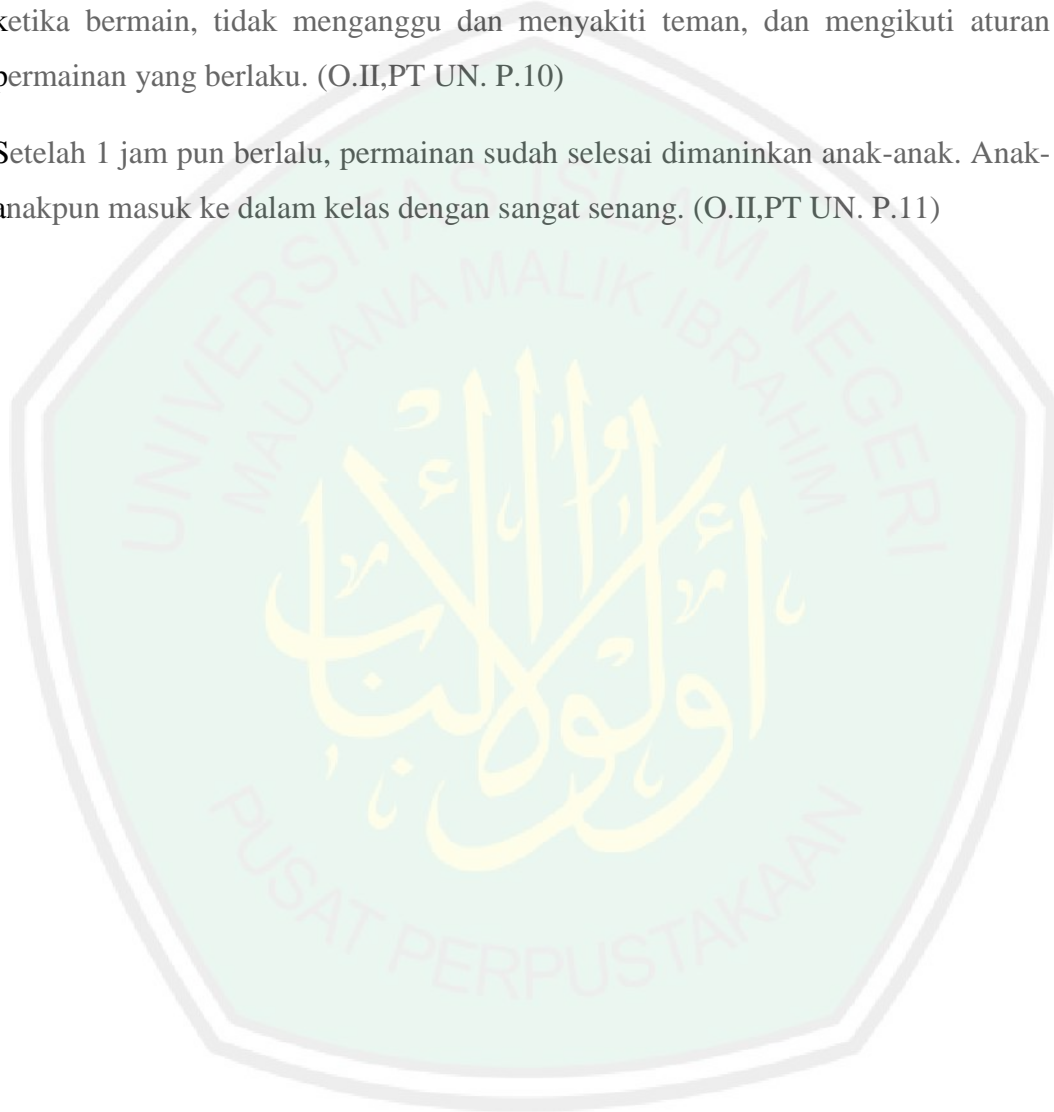 ketika bermain, tidak menganggu dan menyakiti teman, dan mengikuti aturan
permainan yang berlaku. (O.II,PT UN. P.10)
Setelah 1 jam pun berlalu, permainan sudah selesai dimaninkan anak-anak. Anak-
anakpun masuk ke dalam kelas dengan sangat senang. (O.II,PT UN. P.11)
UNIVERSITAS ISLAM NEGERI
MAULANA MALIK IBRAHIM
أولوا الألباب
PUSAT PERPUSTAKAAN